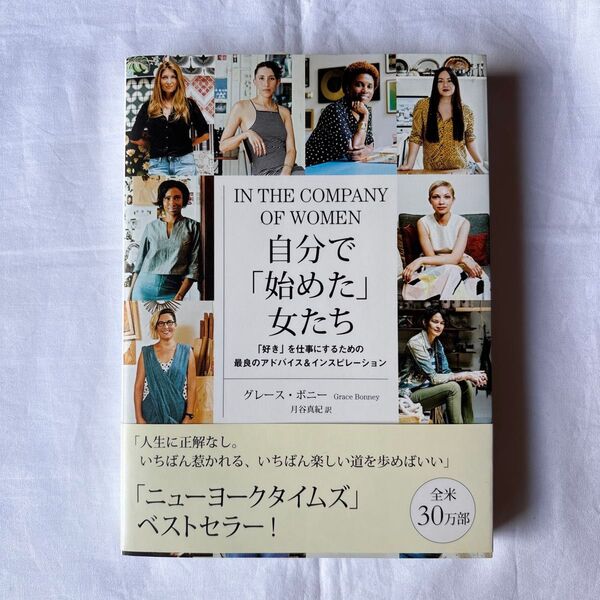 IN THE COMPANY
OF WOMEN
自分で
「始めた」
女たち
「好き」を仕事にするための
最良のアドバイス&インスピレーション
グレース・ボニー Grace Bonney
月谷真紀 訳
「人生に正解なし。
いちばん惹かれる、いちばん楽しい道を歩めばいい」
「ニューヨークタイムズ」
ベストセラー!
全米
30万部